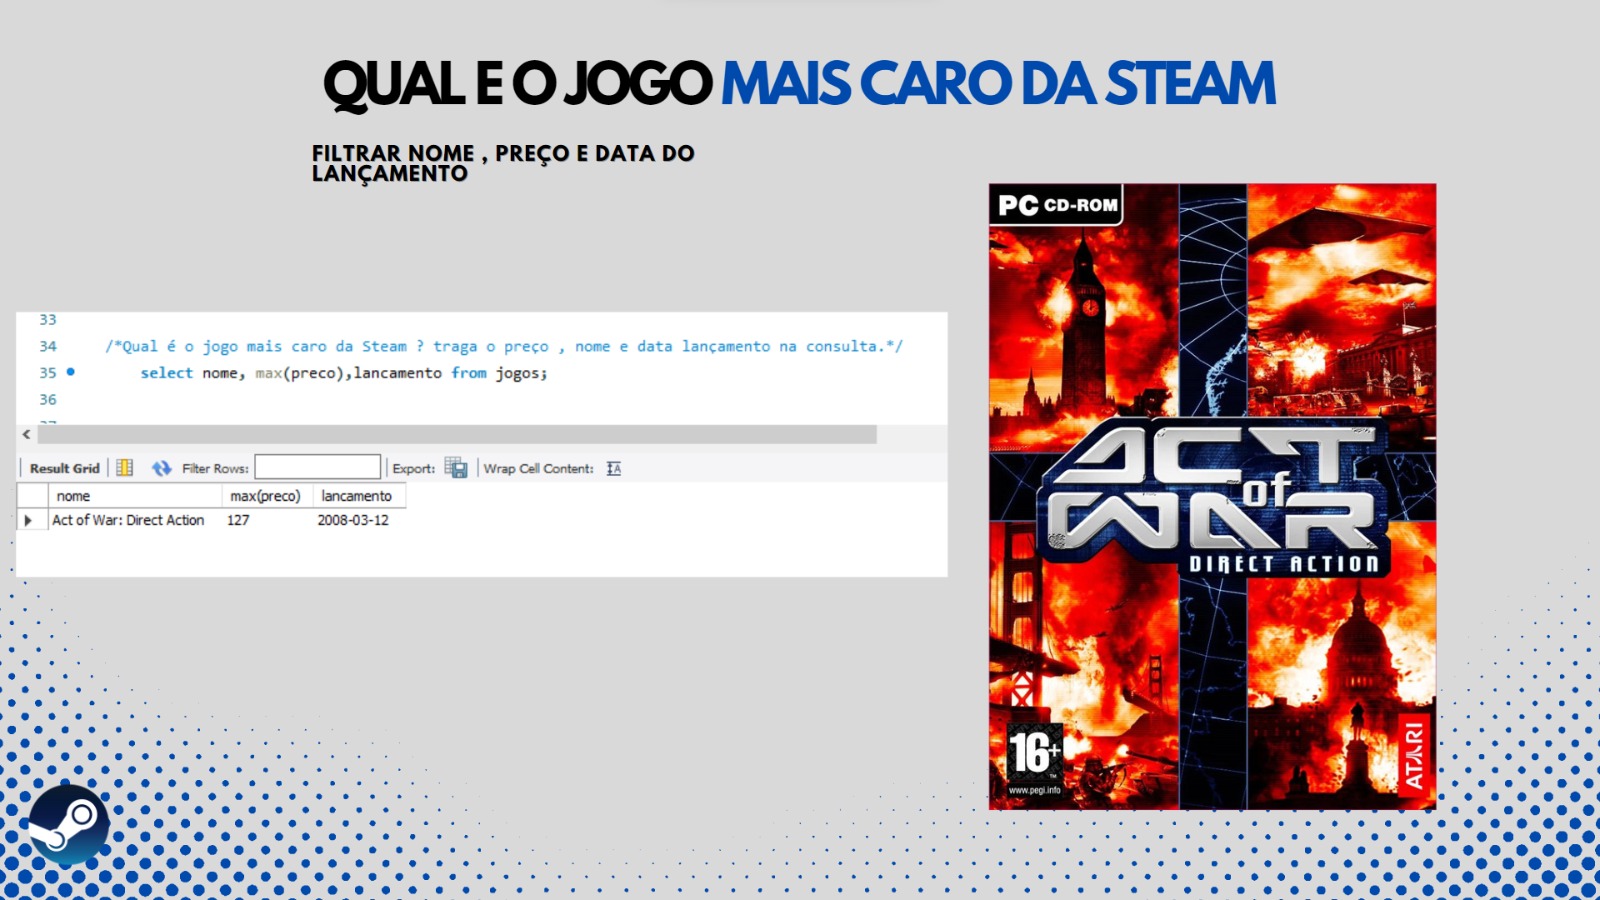 QUAL E O JOGO MAIS CARO DA STEAM
FILTRAR NOME , PREÇO E DATA DO
LANÇAMENTO
33
34 /*Qual é o jogo mais caro da Steam ? traga o preço , nome e data lançamento na consulta.*/
35 select nome, max(preco),lancamento from jogos;
36
Result Grid Filter Rows: Export: Wrap Cell Content:
nome max(preco) lancamento
Act of War: Direct Action 127 2008-03-12
PC CD-ROM
ACT
of
WAR
DIRECT ACTION
16+
www.pegi.info
ATARI